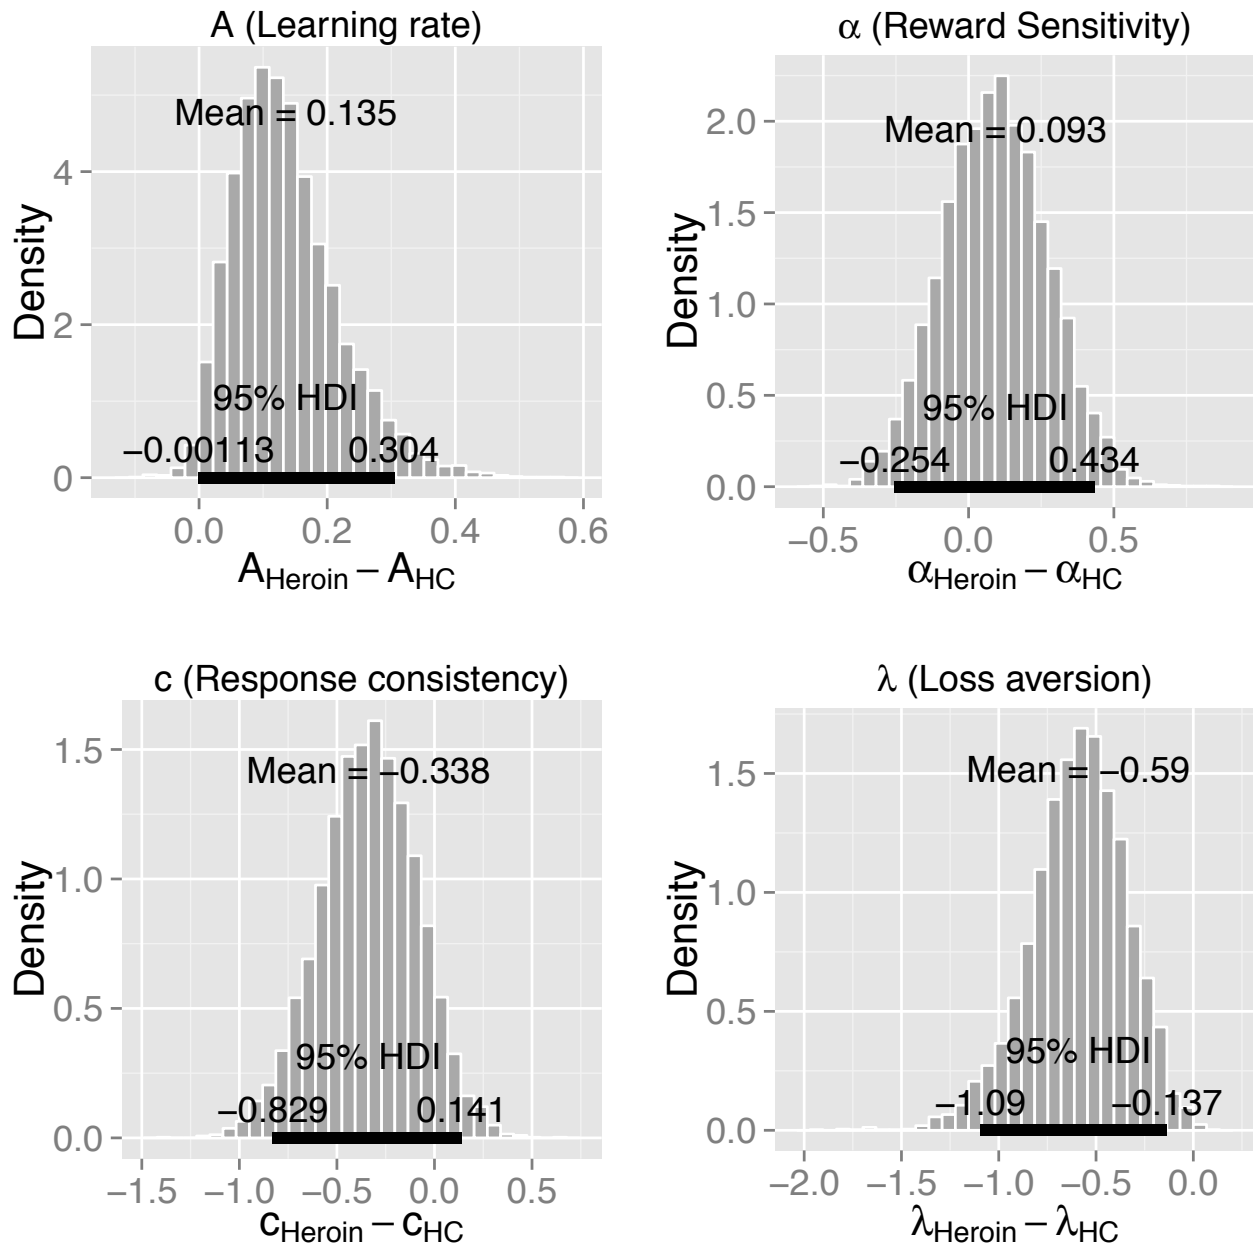 A (Learning rate)
Density
4
2
0
Mean = 0.135
95% HDI
−0.00113 0.304
0.0 0.2 0.4 0.6
A_Heroin − A_HC
α (Reward Sensitivity)
Density
2.0
1.5
1.0
0.5
0.0
Mean = 0.093
95% HDI
−0.254 0.434
−0.5 0.0 0.5
α_Heroin − α_HC
c (Response consistency)
Density
1.5
1.0
0.5
0.0
Mean = −0.338
95% HDI
−0.829 0.141
−1.5 −1.0 −0.5 0.0 0.5
c_Heroin − c_HC
λ (Loss aversion)
Density
1.5
1.0
0.5
0.0
Mean = −0.59
95% HDI
−1.09 −0.137
−2.0 −1.5 −1.0 −0.5 0.0
λ_Heroin − λ_HC